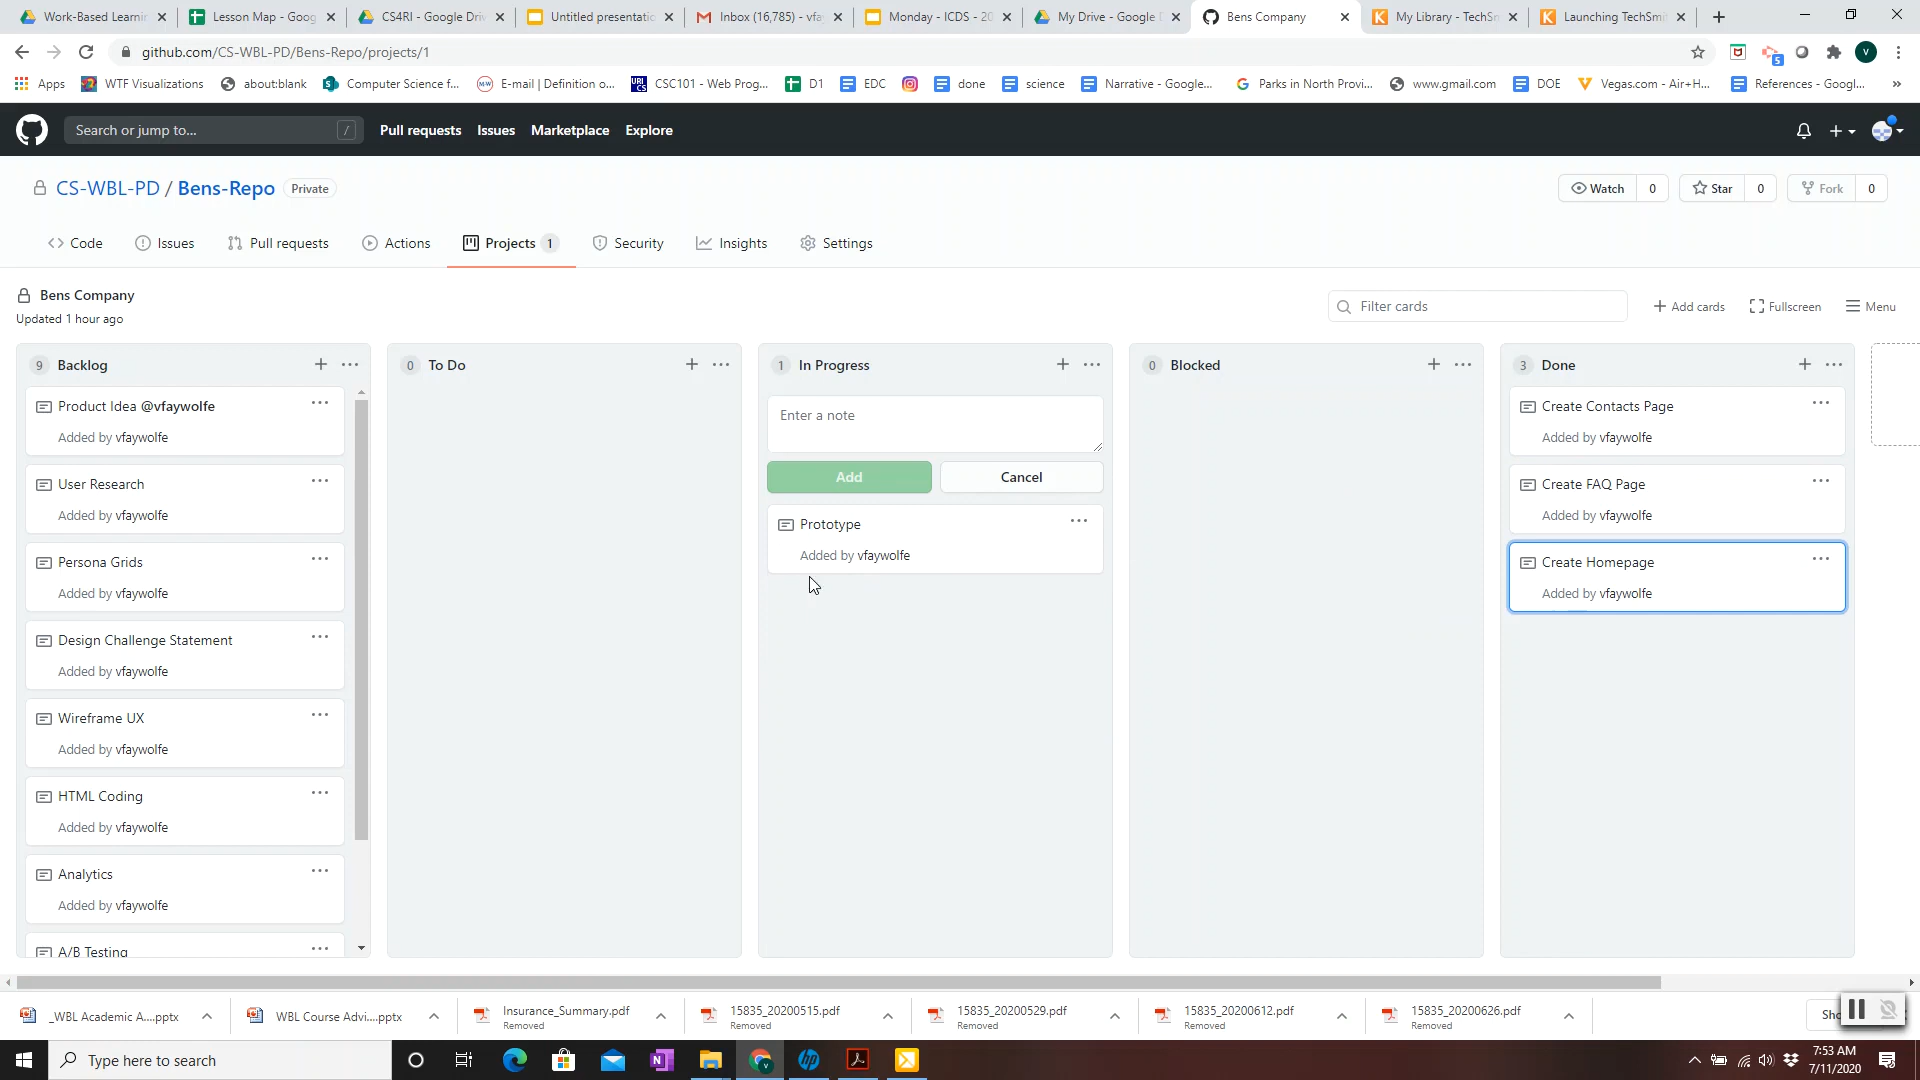 Work-Based Learni
Lesson Map - Goog
CS4RI - Google Driv
Untitled presentatio
Inbox (16,785) - vfay
Monday - ICDS - 20
My Drive - Google D
Bens Company
My Library - TechSm
Launching TechSmit
github.com/CS-WBL-PD/Bens-Repo/projects/1
5
V
Apps
WTF Visualizations
about:blank
Computer Science f...
E-mail | Definition o...
CSC101 - Web Prog...
D1
EDC
done
science
Narrative - Google...
Parks in North Provi...
www.gmail.com
DOE
Vegas.com - Air+H...
References - Googl...
»
Search or jump to...
/
Pull requests
Issues
Marketplace
Explore
CS-WBL-PD / Bens-Repo
Private
Watch 0
Star 0
Fork 0
Code
Issues
Pull requests
Actions
Projects 1
Security
Insights
Settings
Bens Company
Updated 1 hour ago
Filter cards
Add cards
Fullscreen
Menu
9 Backlog
Product Idea @vfaywolfe
Added by vfaywolfe
User Research
Added by vfaywolfe
Persona Grids
Added by vfaywolfe
Design Challenge Statement
Added by vfaywolfe
Wireframe UX
Added by vfaywolfe
HTML Coding
Added by vfaywolfe
Analytics
Added by vfaywolfe
A/B Testing
0 To Do
1 In Progress
Enter a note
Add
Cancel
Prototype
Added by vfaywolfe
0 Blocked
3 Done
Create Contacts Page
Added by vfaywolfe
Create FAQ Page
Added by vfaywolfe
Create Homepage
Added by vfaywolfe
_WBL Academic A....pptx
WBL Course Advi....pptx
Insurance_Summary.pdf
Removed
15835_20200515.pdf
Removed
15835_20200529.pdf
Removed
15835_20200612.pdf
Removed
15835_20200626.pdf
Removed
Sho
Type here to search
7:53 AM
7/11/2020